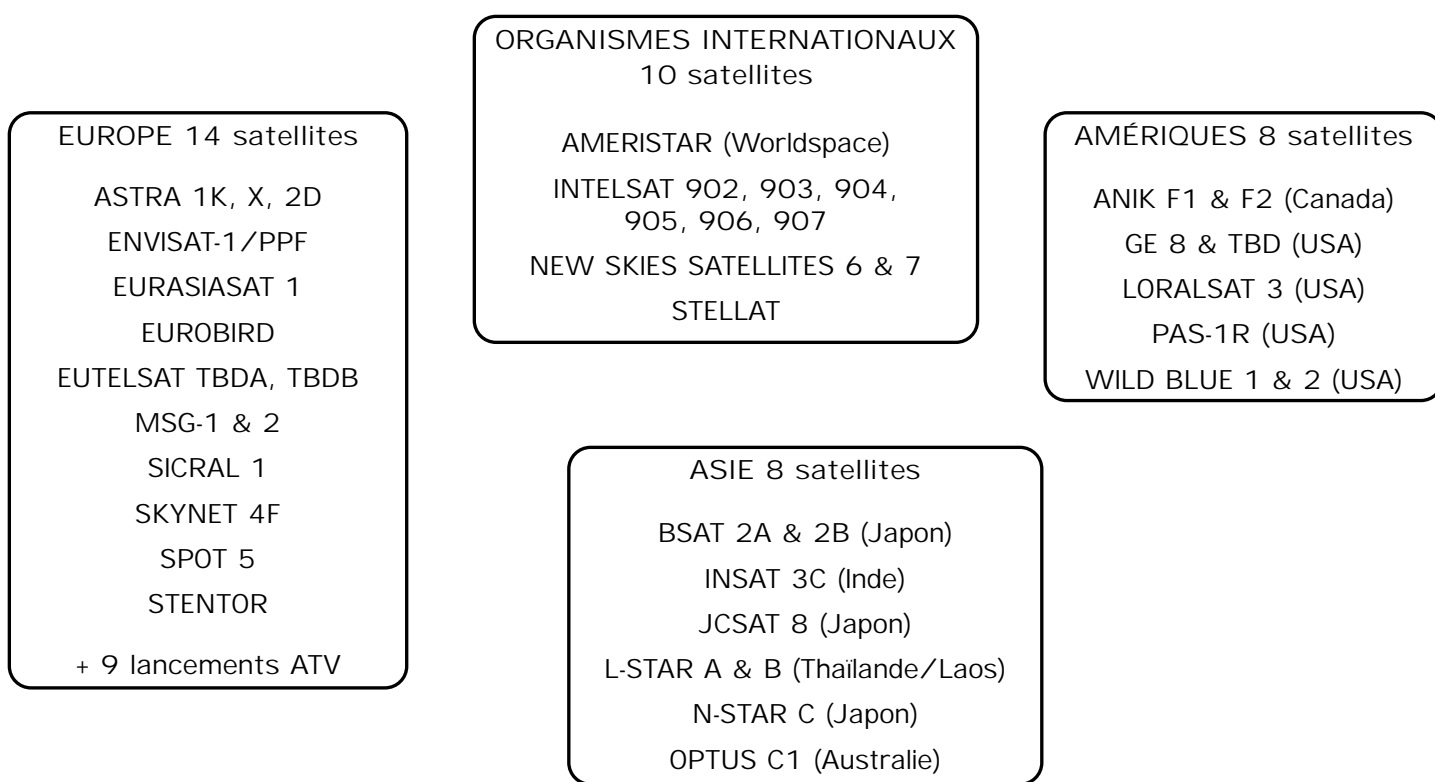 ORGANISMES INTERNATIONAUX
10 satellites
AMERISTAR (Worldspace)
INTELSAT 902, 903, 904,
905, 906, 907
NEW SKIES SATELLITES 6 & 7
STELLAT
EUROPE 14 satellites
ASTRA 1K, X, 2D
ENVISAT-1/PPF
EURASIASAT 1
EUROBIRD
EUTELSAT TBDA, TBDB
MSG-1 & 2
SICRAL 1
SKYNET 4F
SPOT 5
STENTOR
+ 9 lancements ATV
AMÉRIQUES 8 satellites
ANIK F1 & F2 (Canada)
GE 8 & TBD (USA)
LORALSAT 3 (USA)
PAS-1R (USA)
WILD BLUE 1 & 2 (USA)
ASIE 8 satellites
BSAT 2A & 2B (Japon)
INSAT 3C (Inde)
JCSAT 8 (Japon)
L-STAR A & B (Thaïlande/Laos)
N-STAR C (Japon)
OPTUS C1 (Australie)